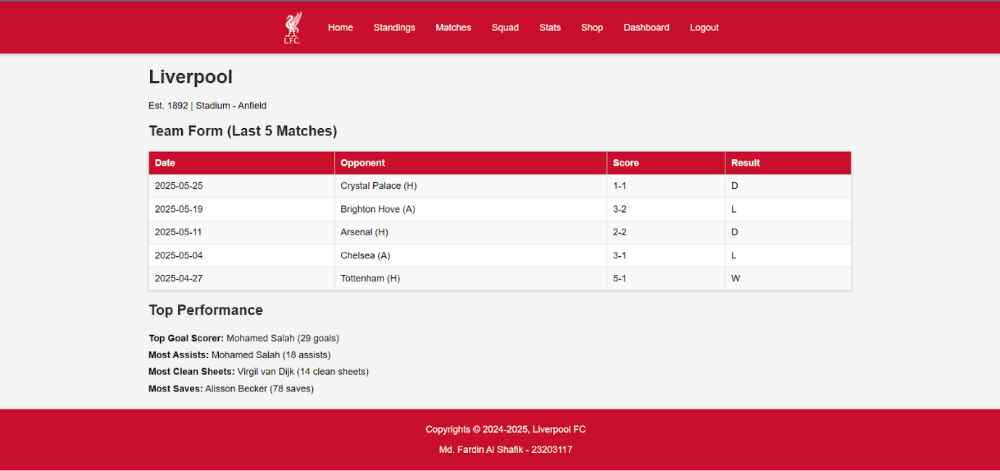 L.F.C.
Home Standings Matches Squad Stats Shop Dashboard Logout
Liverpool
Est. 1892 | Stadium - Anfield
Team Form (Last 5 Matches)
Date Opponent Score Result
2025-05-25 Crystal Palace (H) 1-1 D
2025-05-19 Brighton Hove (A) 3-2 L
2025-05-11 Arsenal (H) 2-2 D
2025-05-04 Chelsea (A) 3-1 L
2025-04-27 Tottenham (H) 5-1 W
Top Performance
Top Goal Scorer: Mohamed Salah (29 goals)
Most Assists: Mohamed Salah (18 assists)
Most Clean Sheets: Virgil van Dijk (14 clean sheets)
Most Saves: Alisson Becker (78 saves)
Copyrights © 2024-2025, Liverpool FC
Md. Fardin Al Shafik - 23203117